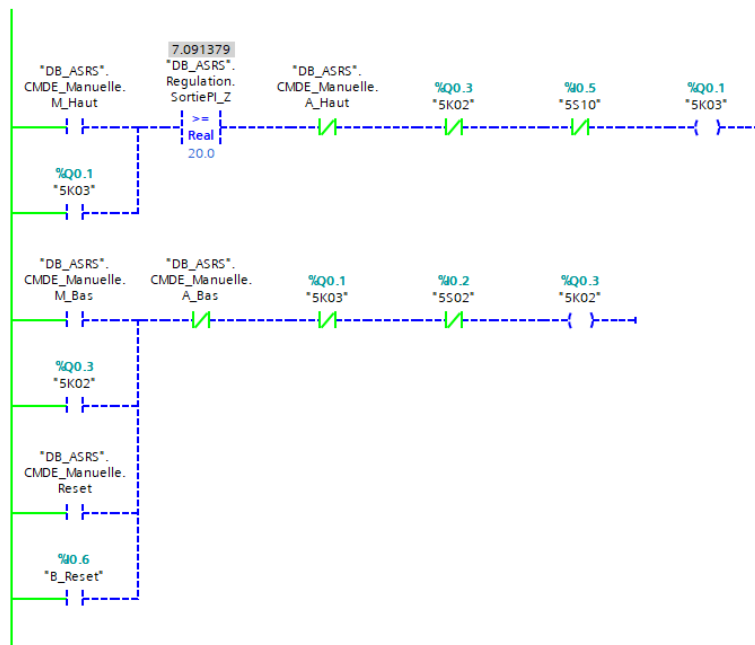 7.091379
"DB_ASRS".
CMDE_Manuelle.
M_Haut
"DB_ASRS".
Regulation.
SortiePI_Z
>=
Real
20.0
"DB_ASRS".
CMDE_Manuelle.
A_Haut
%Q0.3
"5K02"
%I0.5
"5S10"
%Q0.1
"5K03"
%Q0.1
"5K03"
"DB_ASRS".
CMDE_Manuelle.
M_Bas
"DB_ASRS".
CMDE_Manuelle.
A_Bas
%Q0.1
"5K03"
%I0.2
"5S02"
%Q0.3
"5K02"
%Q0.3
"5K02"
"DB_ASRS".
CMDE_Manuelle.
Reset
%I0.6
"B_Reset"